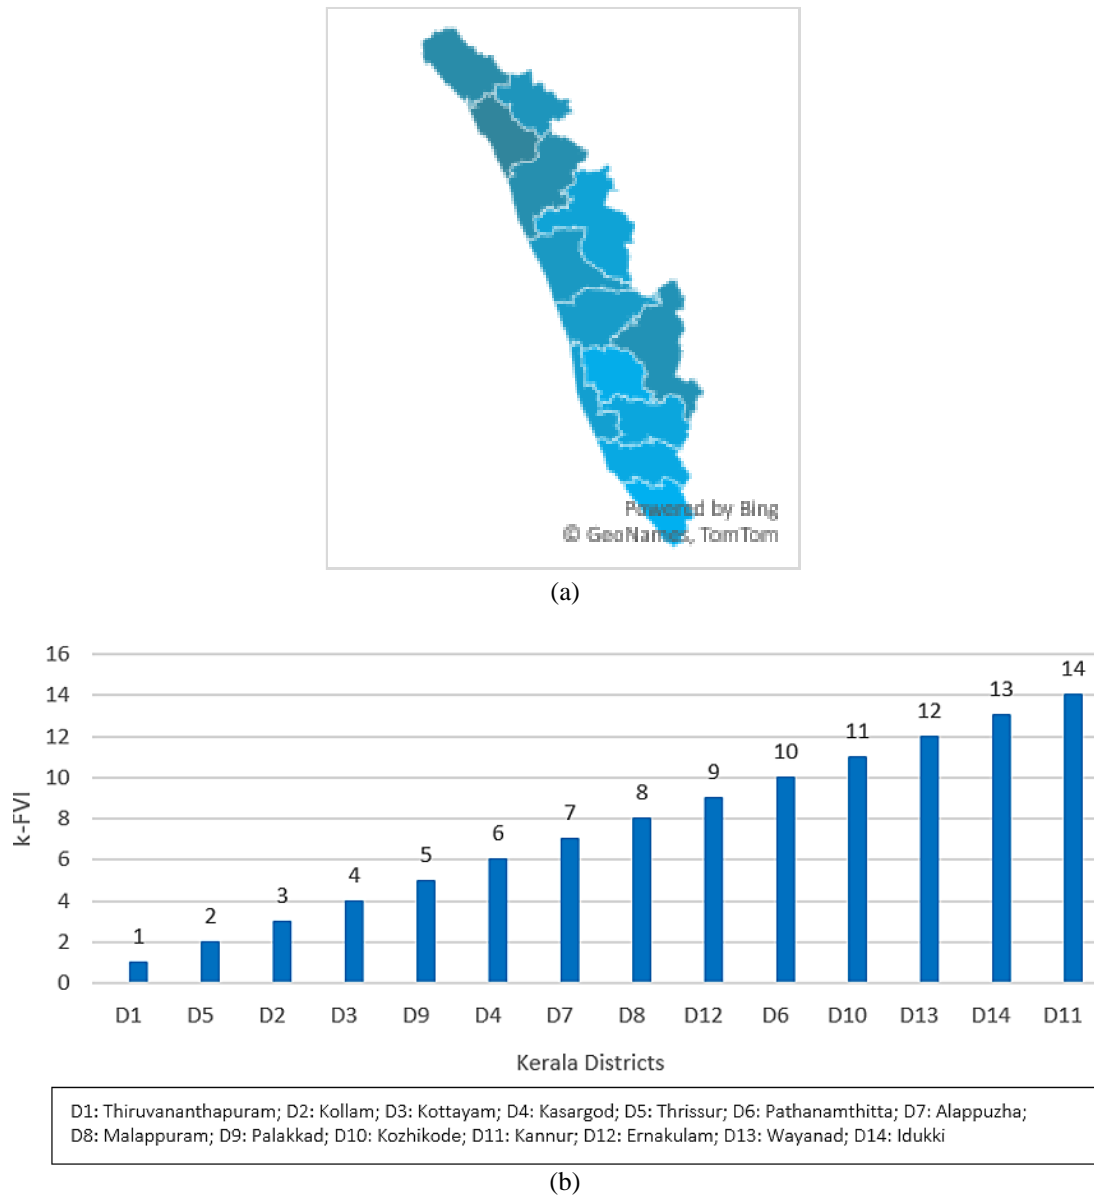 Powered by Bing
© GeoNames, TomTom
(a)
16
14
12
10
8
6
4
2
0
k-FVI
1
2
3
4
5
6
7
8
9
10
11
12
13
14
D1 D5 D2 D3 D9 D4 D7 D8 D12 D6 D10 D13 D14 D11
Kerala Districts
D1: Thiruvananthapuram; D2: Kollam; D3: Kottayam; D4: Kasargod; D5: Thrissur; D6: Pathanamthitta; D7: Alappuzha;
D8: Malappuram; D9: Palakkad; D10: Kozhikode; D11: Kannur; D12: Ernakulam; D13: Wayanad; D14: Idukki
(b)